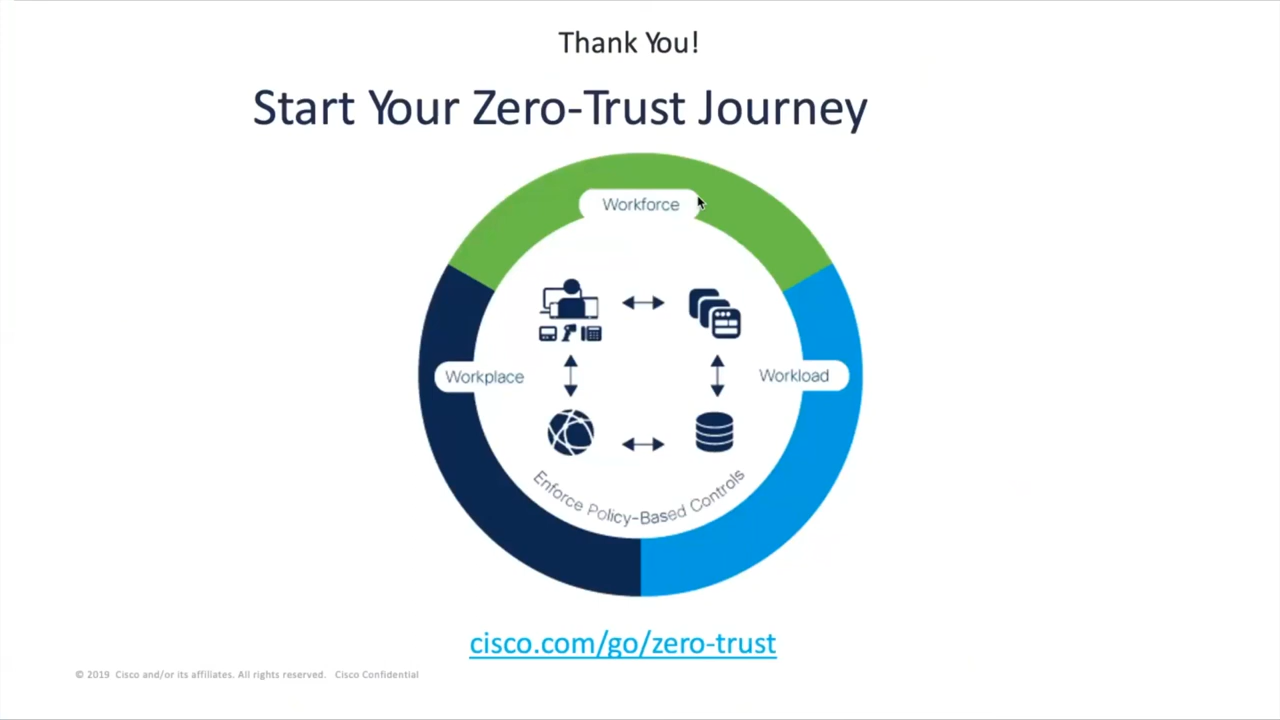 Thank You!
Start Your Zero-Trust Journey
Workforce
Workplace
Workload
Enforce Policy-Based Controls
cisco.com/go/zero-trust
© 2019 Cisco and/or its affiliates. All rights reserved. Cisco Confidential